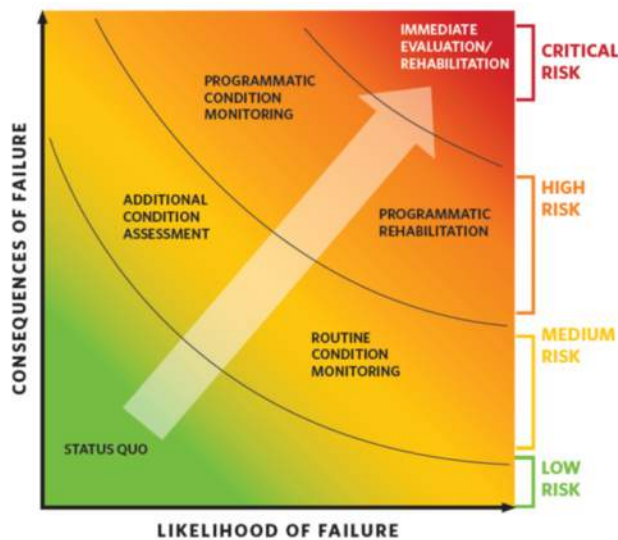 IMMEDIATE
EVALUATION/
REHABILITATION
CRITICAL
RISK
PROGRAMMATIC
CONDITION
MONITORING
HIGH
RISK
ADDITIONAL
CONDITION
ASSESSMENT
PROGRAMMATIC
REHABILITATION
MEDIUM
RISK
ROUTINE
CONDITION
MONITORING
STATUS QUO
LOW
RISK
CONSEQUENCES OF FAILURE
LIKELIHOOD OF FAILURE